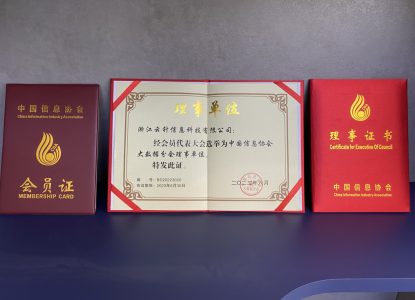 中国信息协会
China Information Industry Association
会员证
MEMBERSHIP CARD
理事单位
浙江云针信息科技有限公司:
经会员代表大会选举为中国信息协会
大数据分会理事单位。
特发此证。
理事证书
Certificate for Executive Of Council
中国信息协会
China Information Industry Association